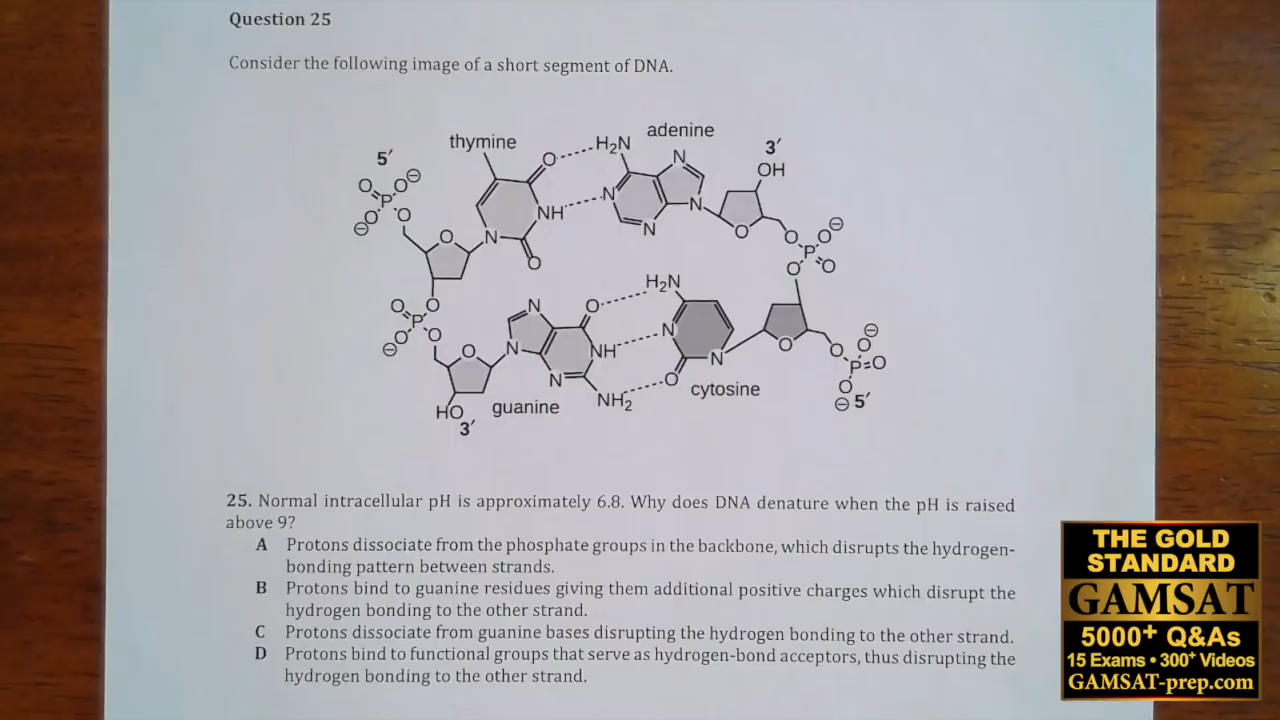 Question 25
Consider the following image of a short segment of DNA.
thymine
adenine
5′
3′
H₂N
OH
O
O
O
O
P
⊖
⊖
O
NH
N
O
N
N
N
N
O
O
O
P
⊖
O
O
O
O
P
O
O
O
⊖
H₂N
O
N
O
N
NH
N
N
NH₂
O
N
cytosine
O
O
O
P=O
O
⊖
⊖ 5′
HO
3′
guanine
25. Normal intracellular pH is approximately 6.8. Why does DNA denature when the pH is raised
above 9?
A Protons dissociate from the phosphate groups in the backbone, which disrupts the hydrogen-
bonding pattern between strands.
B Protons bind to guanine residues giving them additional positive charges which disrupt the
hydrogen bonding to the other strand.
C Protons dissociate from guanine bases disrupting the hydrogen bonding to the other strand.
D Protons bind to functional groups that serve as hydrogen-bond acceptors, thus disrupting the
hydrogen bonding to the other strand.
THE GOLD
STANDARD
GAMSAT
5000+ Q&As
15 Exams • 300+ Videos
GAMSAT-prep.com